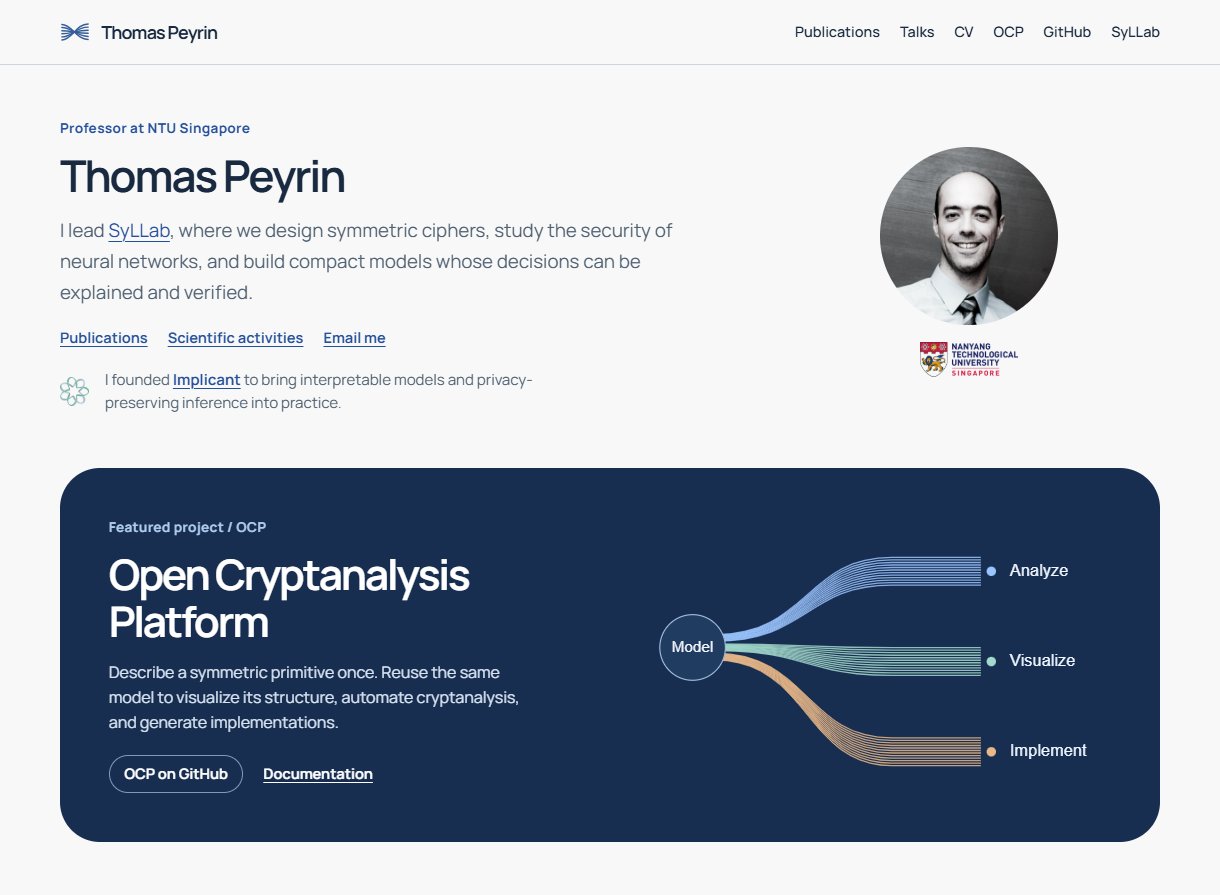 Thomas Peyrin
Publications Talks CV OCP GitHub SyLLab
Professor at NTU Singapore
Thomas Peyrin
I lead SyLLab, where we design symmetric ciphers, study the security of
neural networks, and build compact models whose decisions can be
explained and verified.
Publications Scientific activities Email me
I founded Implicant to bring interpretable models and privacy-
preserving inference into practice.
NANYANG
TECHNOLOGICAL
UNIVERSITY
SINGAPORE
Featured project / OCP
Open Cryptanalysis
Platform
Describe a symmetric primitive once. Reuse the same
model to visualize its structure, automate cryptanalysis,
and generate implementations.
OCP on GitHub Documentation
Model
Analyze
Visualize
Implement